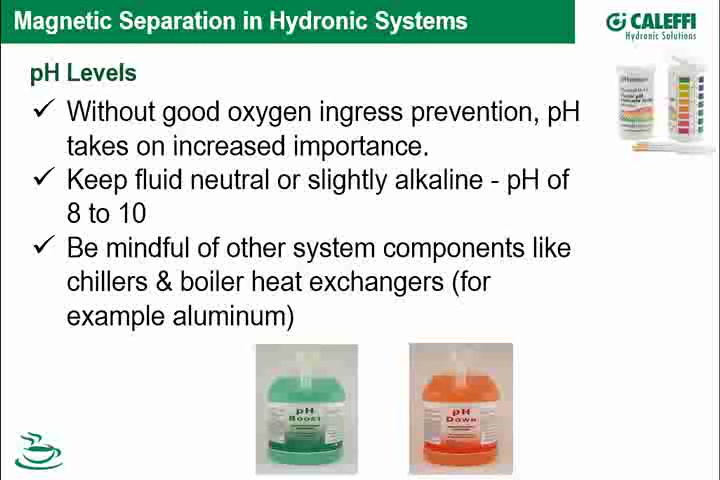 Magnetic Separation in Hydronic Systems
CALEFFI
Hydronic Solutions
pH Levels
✓ Without good oxygen ingress prevention, pH
takes on increased importance.
✓ Keep fluid neutral or slightly alkaline - pH of
8 to 10
✓ Be mindful of other system components like
chillers & boiler heat exchangers (for
example aluminum)
pH
Boost
pH
Down